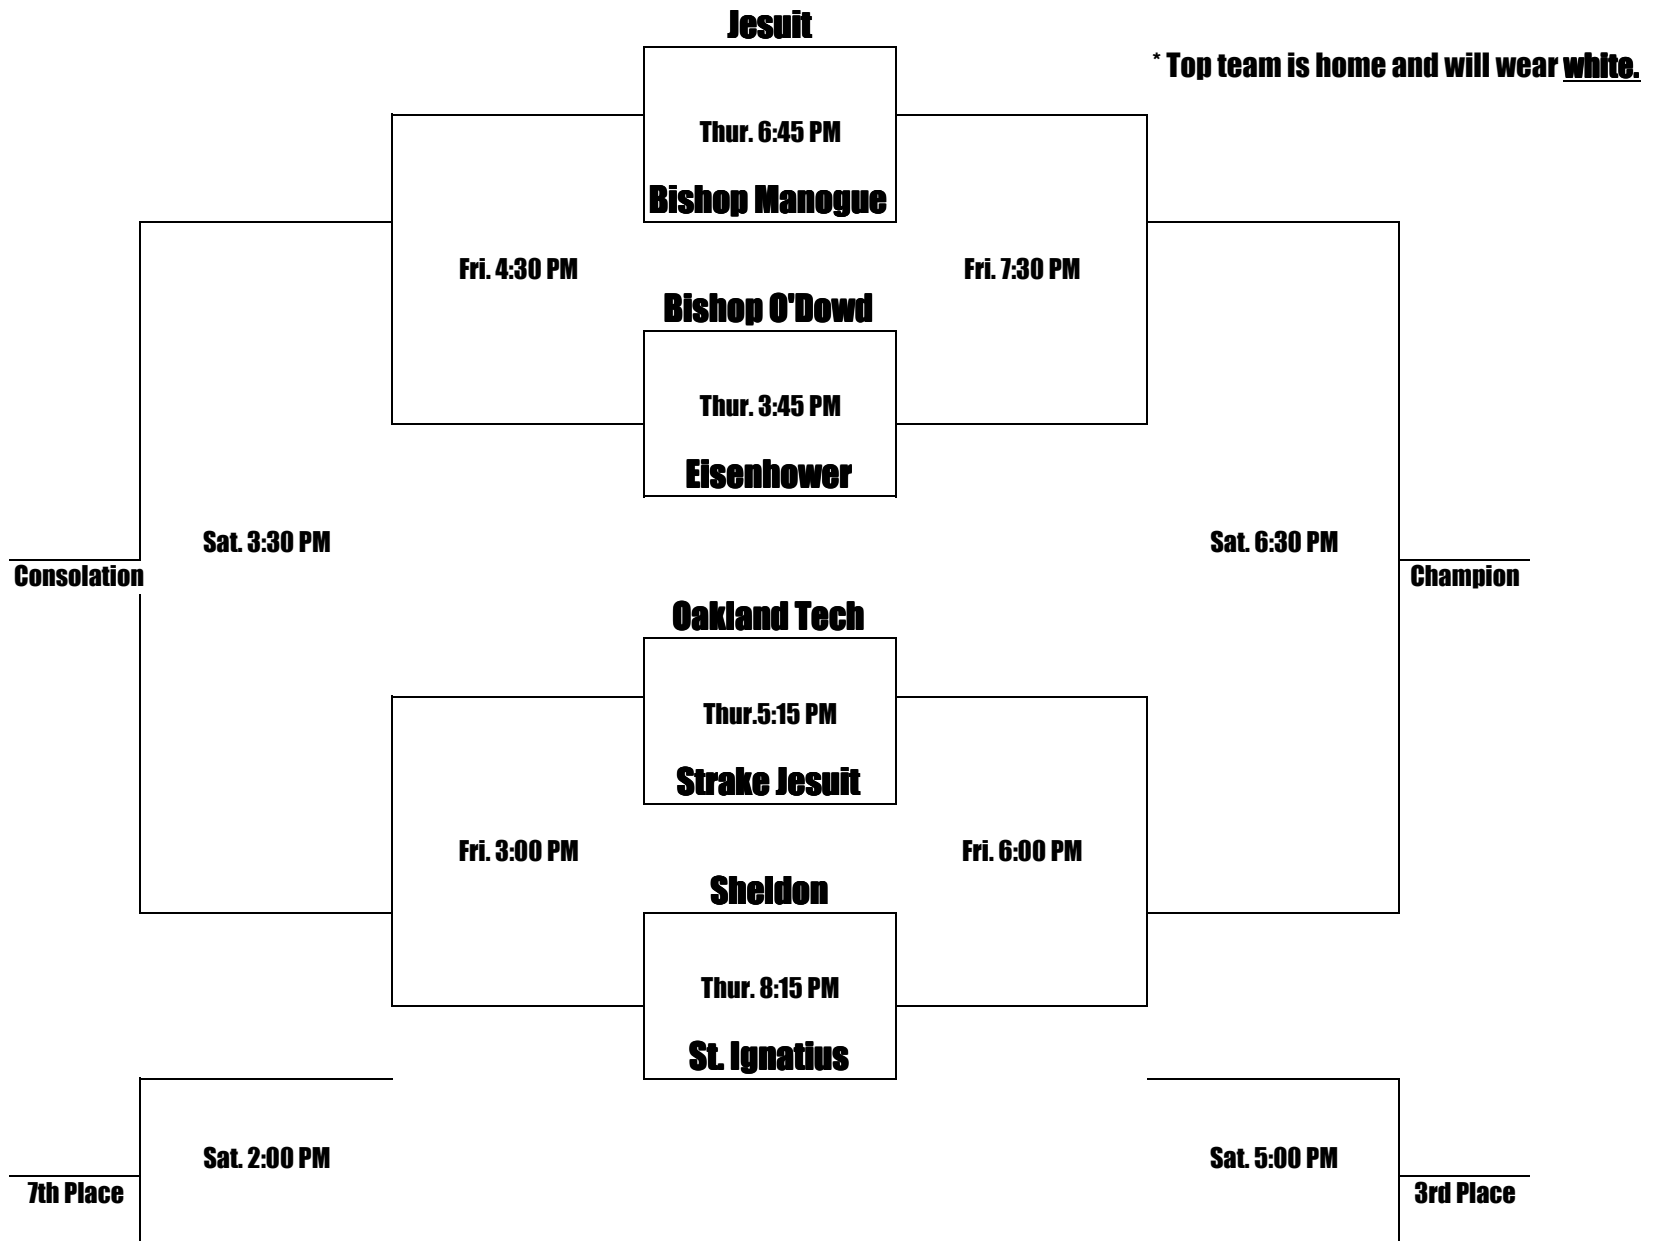 Jesuit
* Top team is home and will wear white.
Thur. 6:45 PM
Bishop Manogue
Fri. 4:30 PM
Fri. 7:30 PM
Bishop O'Dowd
Thur. 3:45 PM
Eisenhower
Sat. 3:30 PM
Sat. 6:30 PM
Consolation
Champion
Oakland Tech
Thur.5:15 PM
Strake Jesuit
Fri. 3:00 PM
Fri. 6:00 PM
Sheldon
Thur. 8:15 PM
St. Ignatius
Sat. 2:00 PM
Sat. 5:00 PM
7th Place
3rd Place